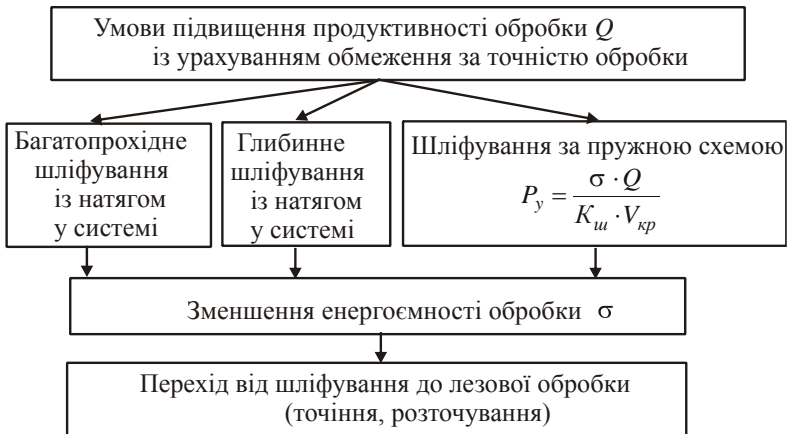 Умови підвищення продуктивності обробки Q
із урахуванням обмеження за точністю обробки
Багатопрохідне
шліфування
із натягом
у системі
Глибинне
шліфування
із натягом
у системі
Шліфування за пружною схемою
P_y = (σ · Q) / (K_ш · V_кр)
Зменшення енергоємності обробки σ
Перехід від шліфування до лезової обробки
(точіння, розточування)